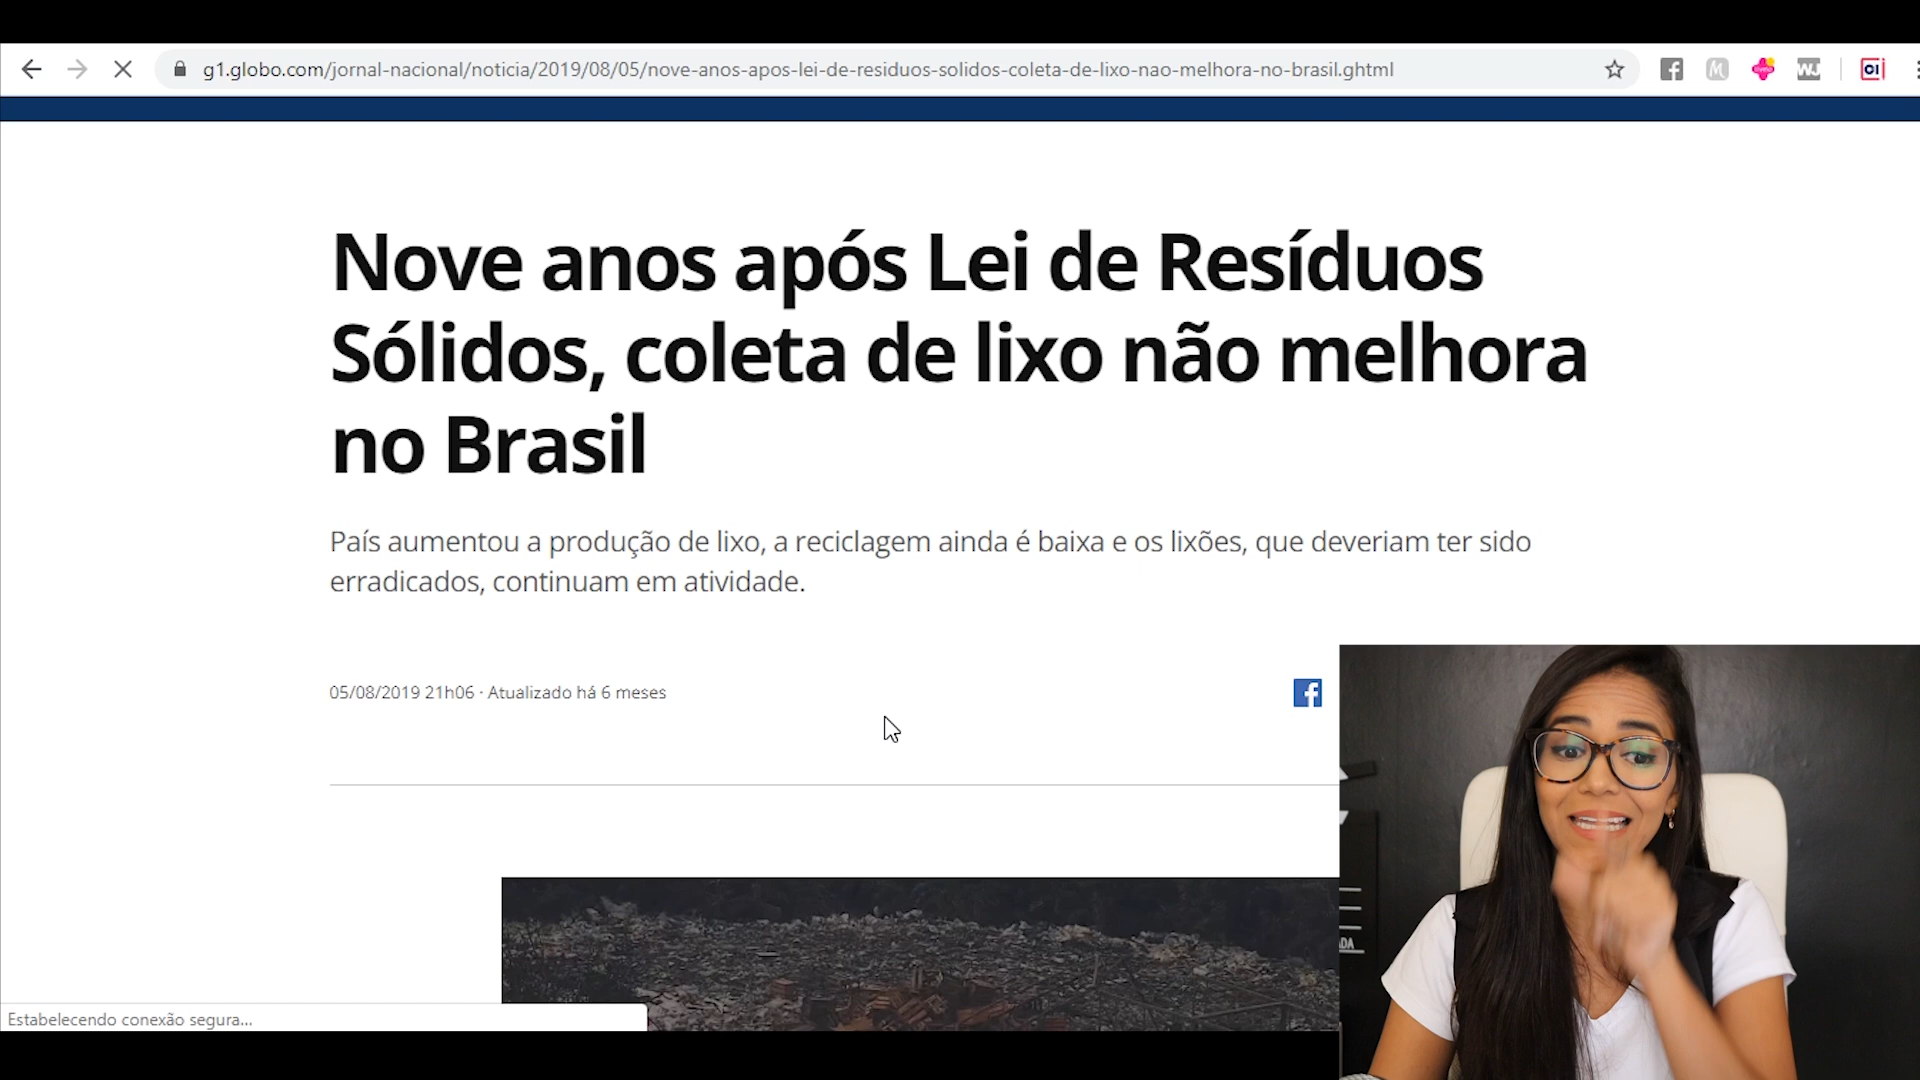 g1.globo.com/jornal-nacional/noticia/2019/08/05/nove-anos-apos-lei-de-residuos-solidos-coleta-de-lixo-nao-melhora-no-brasil.ghtml
Nove anos após Lei de Resíduos
Sólidos, coleta de lixo não melhora
no Brasil
País aumentou a produção de lixo, a reciclagem ainda é baixa e os lixões, que deveriam ter sido
erradicados, continuam em atividade.
05/08/2019 21h06 · Atualizado há 6 meses
Estabelecendo conexão segura...